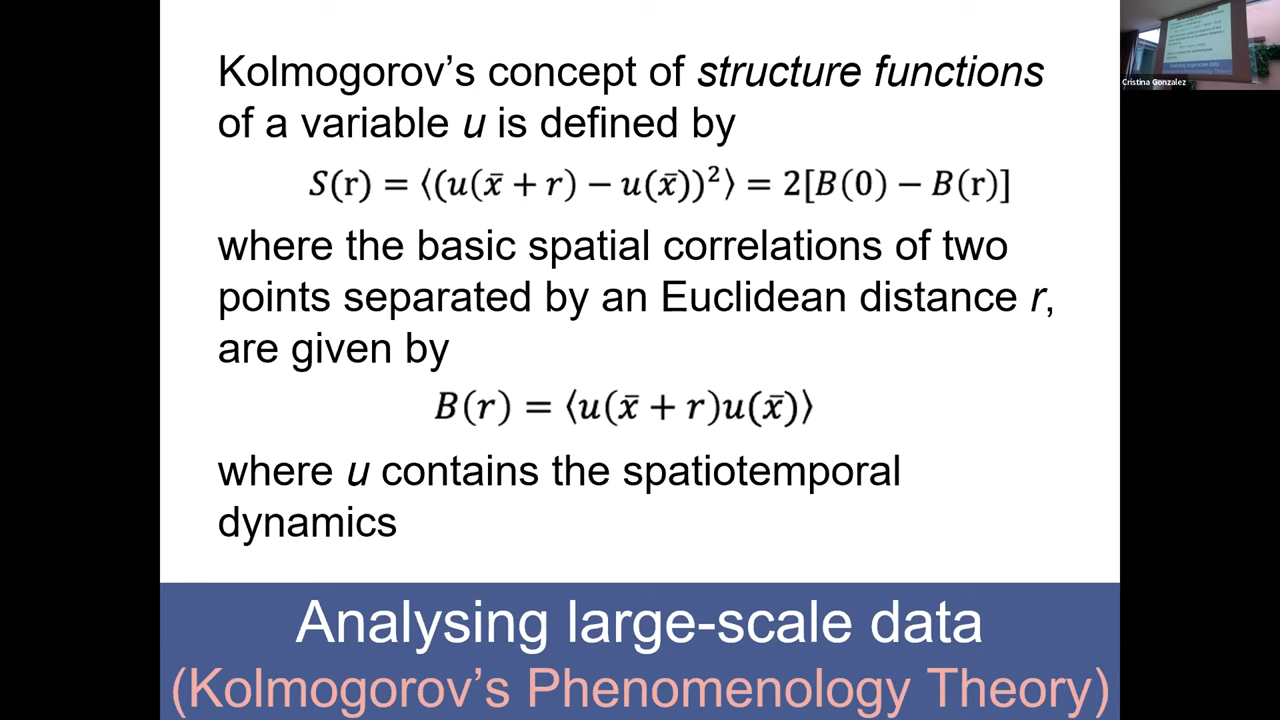 Kolmogorov’s concept of structure functions
of a variable u is defined by
S(r) = ⟨(u(x̄ + r) − u(x̄))²⟩ = 2[B(0) − B(r)]
where the basic spatial correlations of two
points separated by an Euclidean distance r,
are given by
B(r) = ⟨u(x̄ + r)u(x̄)⟩
where u contains the spatiotemporal
dynamics
Analysing large-scale data
(Kolmogorov’s Phenomenology Theory)
Cristina Gonzalez